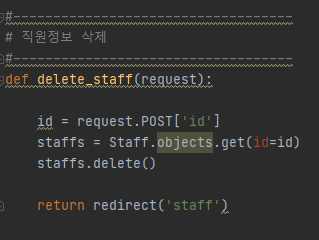 #-----------------------------------
# 직원정보 삭제
#-----------------------------------
def delete_staff(request):
id = request.POST['id']
staffs = Staff.objects.get(id=id)
staffs.delete()
return redirect('staff')